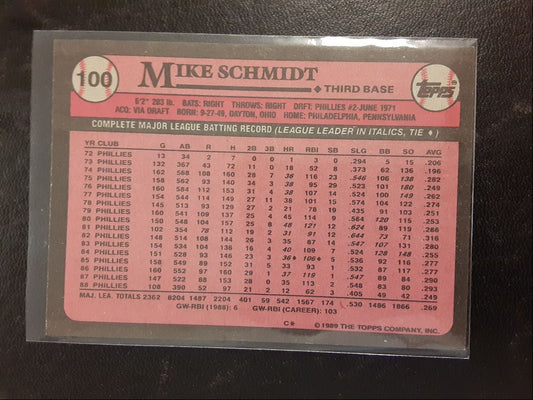 100
MIKE SCHMIDT
THIRD BASE
TOPPS
6'2" 203 lb. BATS: RIGHT THROWS: RIGHT DRFT: PHILLIES #2-JUNE 1971
ACQ: VIA DRAFT BORN: 9-27-49, DAYTON, OHIO HOME: PHILADELPHIA, PENNSYLVANIA
COMPLETE MAJOR LEAGUE BATTING RECORD (LEAGUE LEADER IN ITALICS, TIE ♦)
YR CLUB G AB R H 2B 3B HR RBI SB SLG BB SO AVG
72 PHILLIES 13 34 2 7 0 0 1 3 0 .294 5 15 .206
73 PHILLIES 132 367 43 72 11 0 18 52 8 .373 62 136 .196
74 PHILLIES 162 568 108 160 28 7 36 116 23 .546 106 138 .282
75 PHILLIES 158 562 93 140 34 3 38 95 29 .523 101 180 .249
76 PHILLIES 160 584 112 153 31 4 38 107 14 .524 100 149 .262
77 PHILLIES 154 544 114 149 27 11 38 101 15 .574 104 122 .274
78 PHILLIES 145 513 93 129 27 2 21 78 19 .435 91 103 .251
79 PHILLIES 160 541 109 137 25 4 45 114 9 .564 120 115 .253
80 PHILLIES 150 548 104 157 25 8 48 121 12 .624 89 119 .286
81 PHILLIES 102 354 78 112 19 2 31 91 12 .644 73 71 .316
82 PHILLIES 148 514 108 144 26 3 35 87 14 .547 107 131 .280
83 PHILLIES 154 534 104 136 16 4 40 109 7 .524 128 148 .255
84 PHILLIES 151 528 93 146 23 3 36♦ 106♦ 5 .536 92 116 .277
85 PHILLIES 158 549 89 152 31 5 33 93 1 .532 87 117 .277
86 PHILLIES 160 552 97 160 29 1 37 119 1 .547 89 84 .290
87 PHILLIES 147 522 88 153 28 0 35 113 2 .548 83 80 .293
88 PHILLIES 108 390 52 97 21 2 12 62 3 .405 49 42 .249
MAJ. LEA. TOTALS 2362 8204 1487 2204 401 59 542 1567 174 .530 1486 1866 .269
GW-RBI (1988): 6 GW-RBI (CAREER): 103
C* © 1989 THE TOPPS COMPANY, INC.